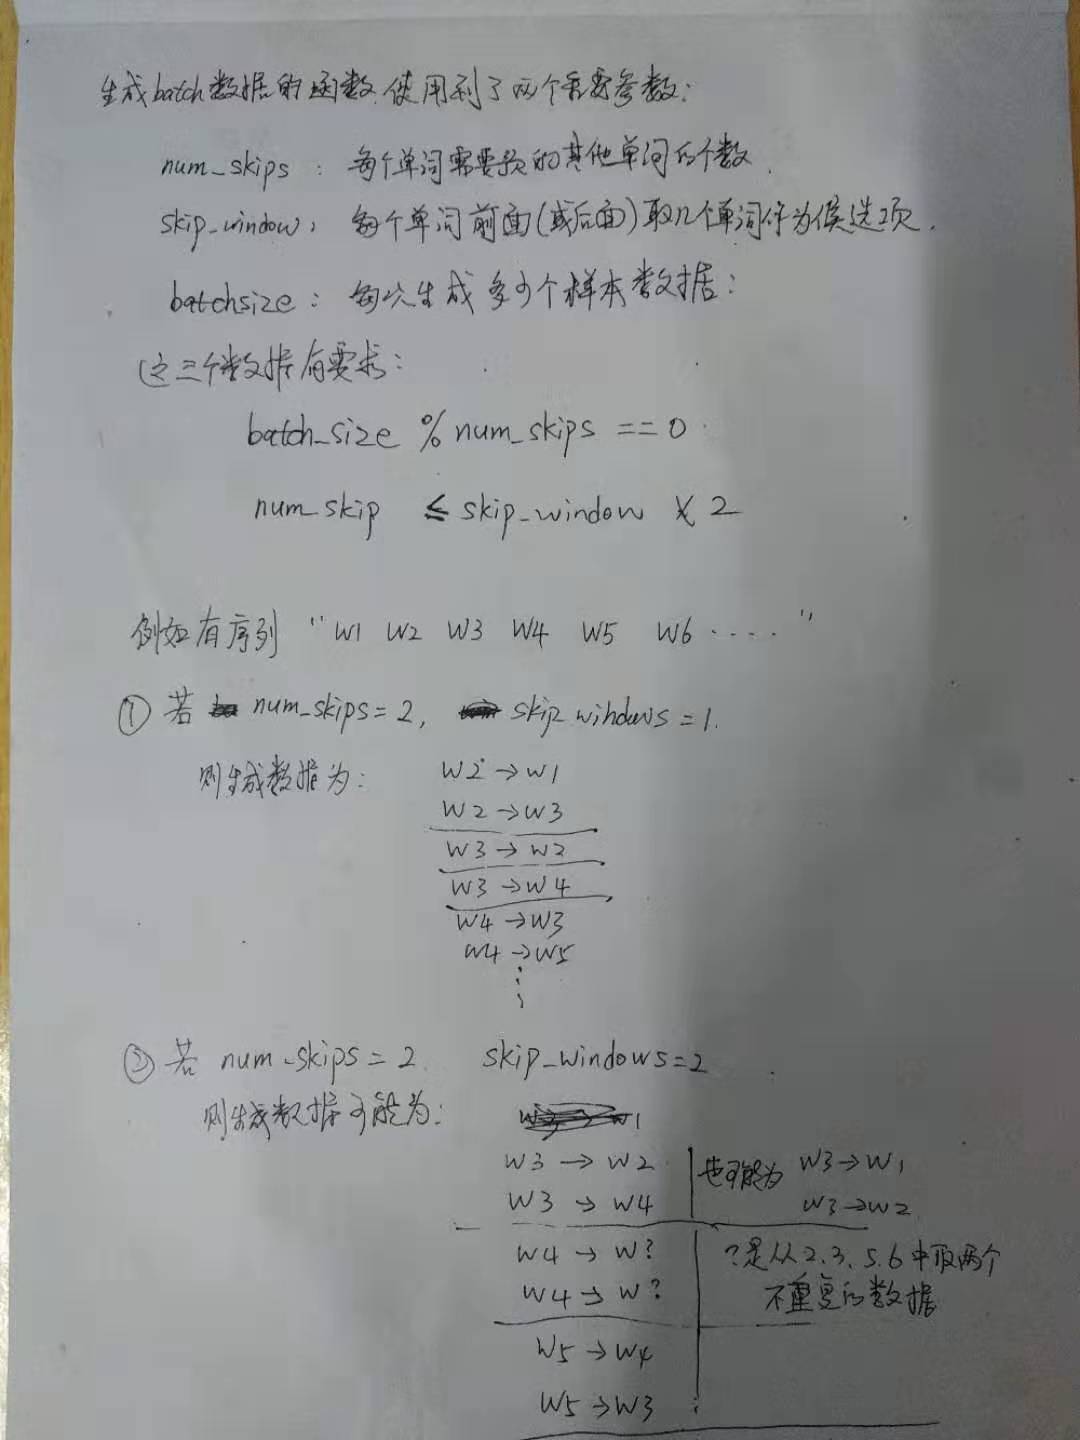 生成batch数据的函数,使用到了两个重要参数:
num_skips : 每个单词需要预的其他单词的个数.
skip_window: 每个单词前面(或后面)取几个单词作为候选项.
batchsize : 每次生成多少个样本数据:
这三个数据有要求:
batch_size % num_skips == 0
num_skip ≤ skip_window × 2
例如有序列 "W1 W2 W3 W4 W5 W6 ····· "
① 若 num_skips = 2, skip windows = 1.
则生成数据为: W2 → W1
W2 → W3
W3 → W2
W3 → W4
W4 → W3
W4 → W5
② 若 num-skips = 2. skip_windows=2
则生成数据可能为:
W3 → W2 也可能为 W3 → W1
W3 → W4 W3 → W2
W4 → W? ?是从2.3、5.6中取两个
W4 → W? 不重复的数据
W5 → W4
W5 → W3